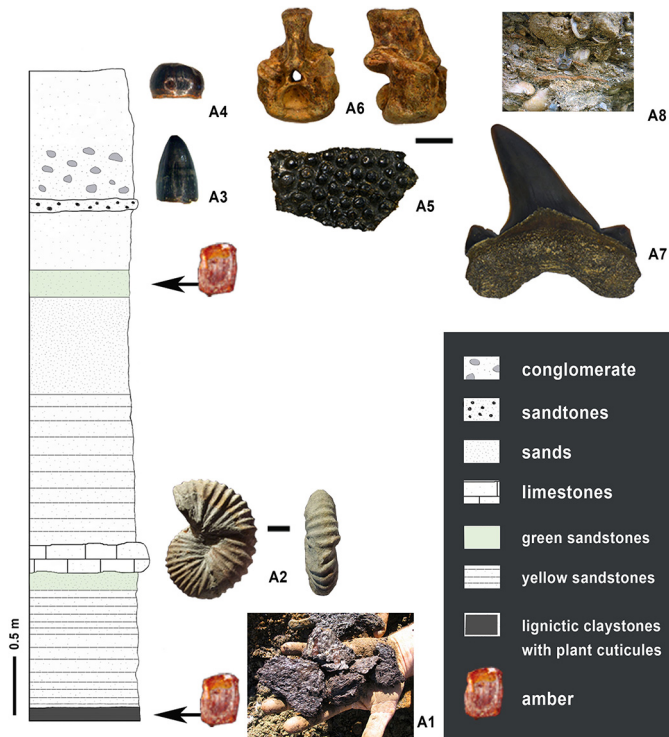 A4
A6
A8
A3
A5
A7
A2
0.5 m
A1
conglomerate
sandtones
sands
limestones
green sandstones
yellow sandstones
lignictic claystones
with plant cuticules
amber